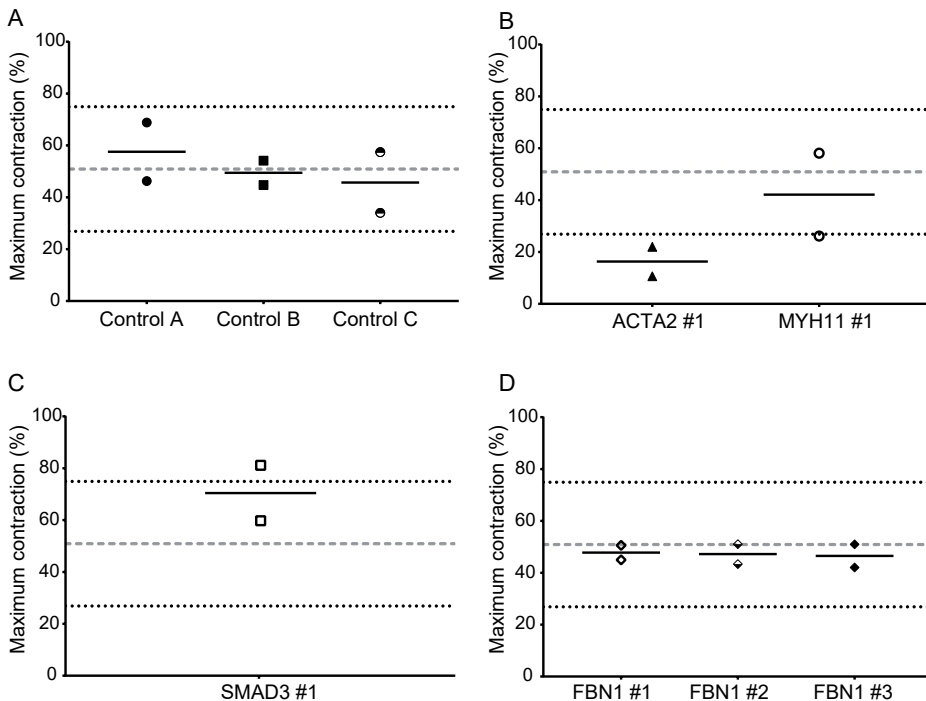 A
Maximum contraction (%)
100
80
60
40
20
0
Control A Control B Control C
B
Maximum contraction (%)
100
80
60
40
20
0
ACTA2 #1 MYH11 #1
C
Maximum contraction (%)
100
80
60
40
20
0
SMAD3 #1
D
Maximum contraction (%)
100
80
60
40
20
0
FBN1 #1 FBN1 #2 FBN1 #3